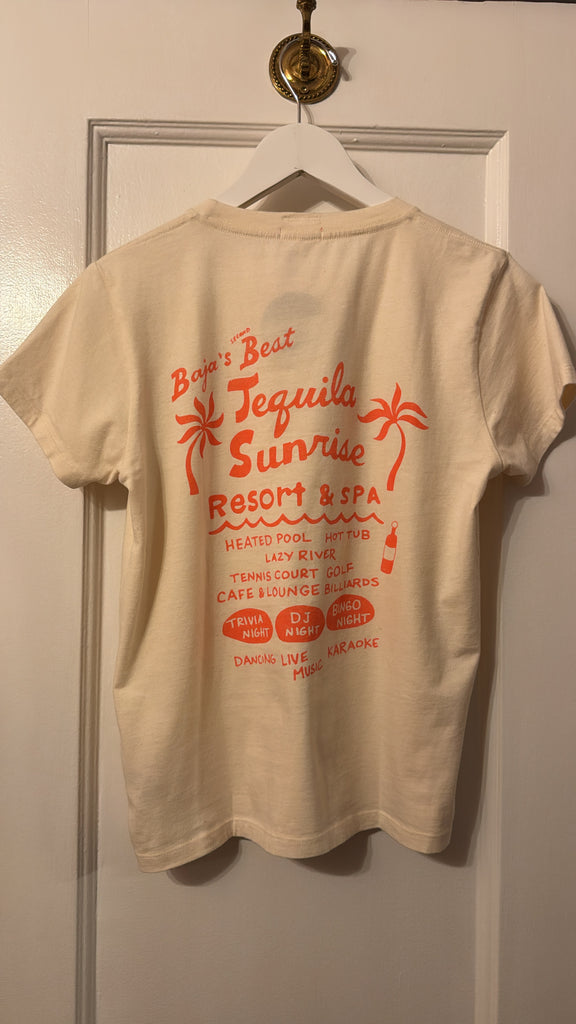 Baja's SECOND Best
Tequila
Sunrise
Resort & SPA
HEATED POOL HOT TUB
LAZY RIVER
TENNIS COURT GOLF
CAFE & LOUNGE BILLIARDS
TRIVIA NIGHT DJ NIGHT BINGO NIGHT
DANCING LIVE MUSIC KARAOKE